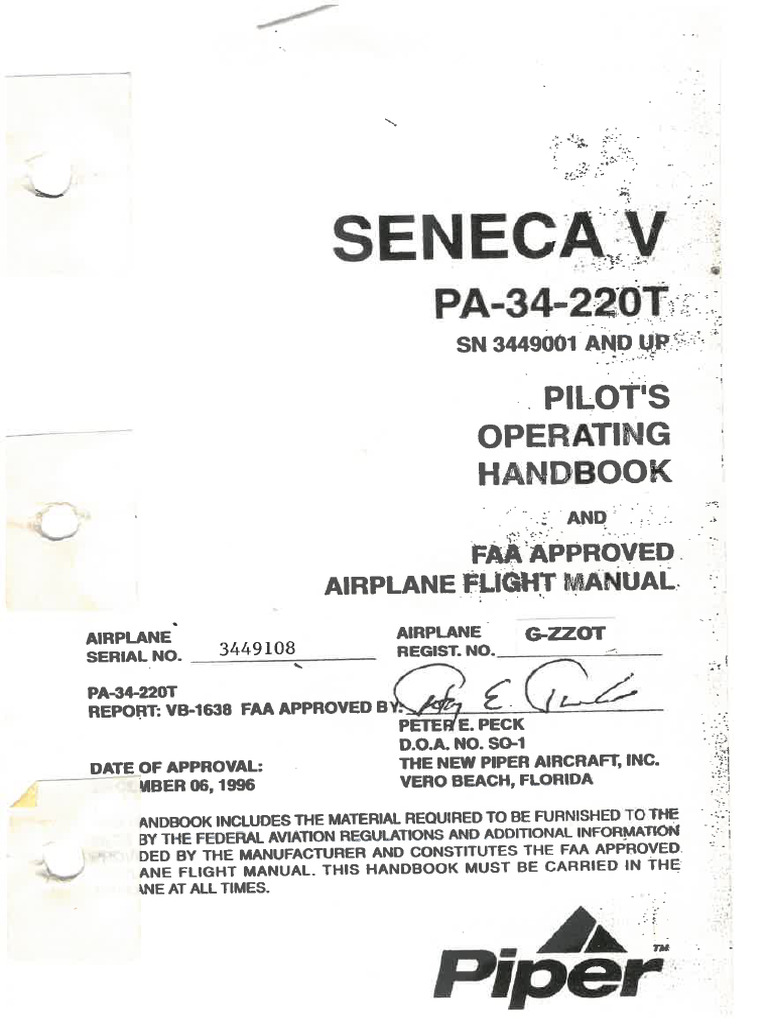 CA
SENECA V
PA-34-220T
SN 3449001 AND UP
PILOT'S
OPERATING
HANDBOOK
AND
FAA APPROVED
AIRPLANE FLIGHT MANUAL
AIRPLANE
SERIAL NO. 3449108
AIRPLANE G-ZZOT
REGIST. NO.
PA-34-220T
REPORT: VB-1638 FAA APPROVED BY:
PETER E. PECK
D.O.A. NO. SO-1
THE NEW PIPER AIRCRAFT, INC.
VERO BEACH, FLORIDA
DATE OF APPROVAL:
MBER 06, 1996
ANDBOOK INCLUDES THE MATERIAL REQUIRED TO BE FURNISHED TO THE
BY THE FEDERAL AVIATION REGULATIONS AND ADDITIONAL INFORMATION
DED BY THE MANUFACTURER AND CONSTITUTES THE FAA APPROVED
ANE FLIGHT MANUAL. THIS HANDBOOK MUST BE CARRIED IN THE
ANE AT ALL TIMES.
Piper TM